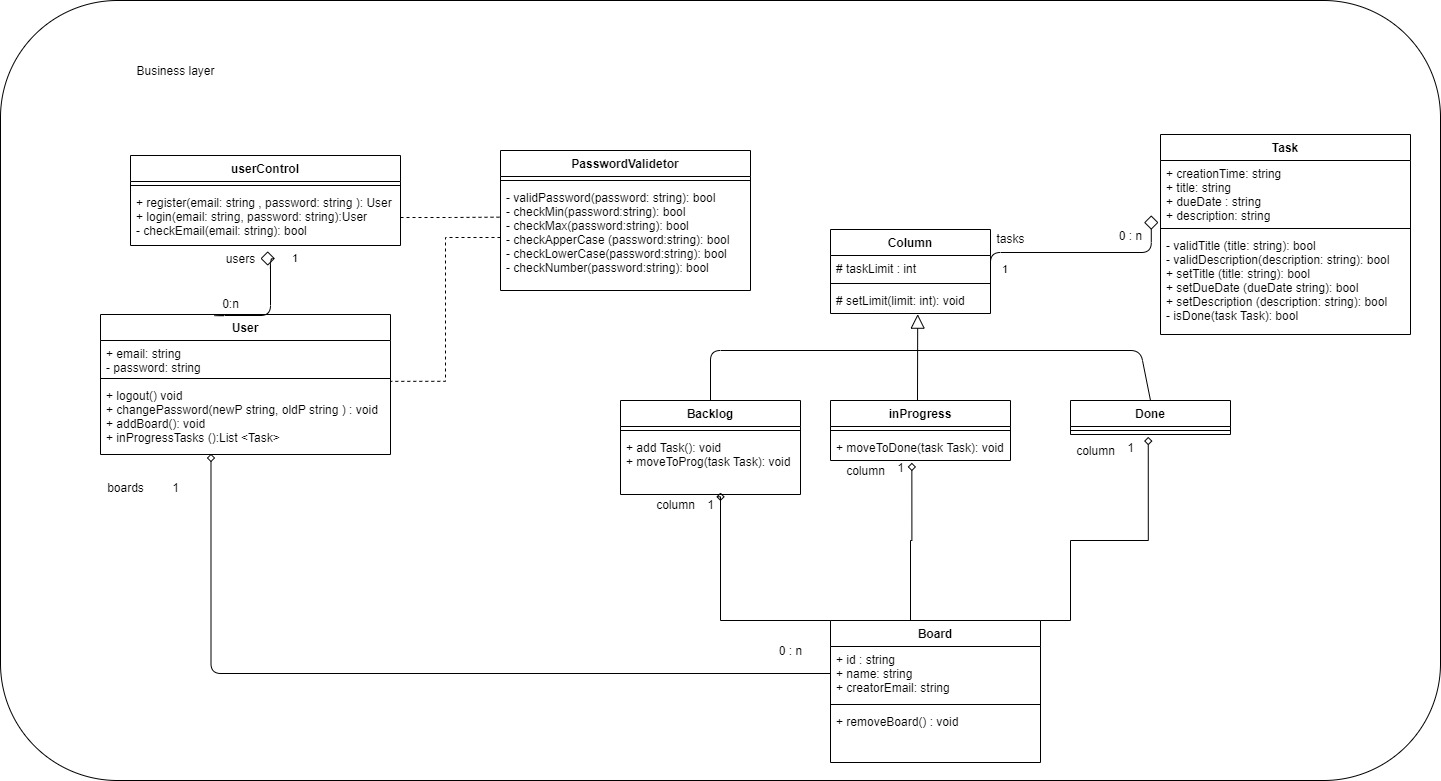 Business layer
userControl
+ register(email: string , password: string ): User
+ login(email: string, password: string):User
- checkEmail(email: string): bool
users
1
0:n
User
+ email: string
- password: string
+ logout() void
+ changePassword(newP string, oldP string ) : void
+ addBoard(): void
+ inProgressTasks ():List <Task>
boards
1
PasswordValidetor
- validPassword(password: string): bool
- checkMin(password:string): bool
- checkMax(password:string): bool
- checkApperCase (password:string): bool
- checkLowerCase(password:string): bool
- checkNumber(password:string): bool
Column
# taskLimit : int
# setLimit(limit: int): void
tasks
1
0 : n
Task
+ creationTime: string
+ title: string
+ dueDate : string
+ description: string
- validTitle (title: string): bool
- validDescription(description: string): bool
+ setTitle (title: string): bool
+ setDueDate (dueDate string): bool
+ setDescription (description: string): bool
- isDone(task Task): bool
Backlog
+ add Task(): void
+ moveToProg(task Task): void
column
1
inProgress
+ moveToDone(task Task): void
column
1
Done
column
1
0 : n
Board
+ id : string
+ name: string
+ creatorEmail: string
+ removeBoard() : void